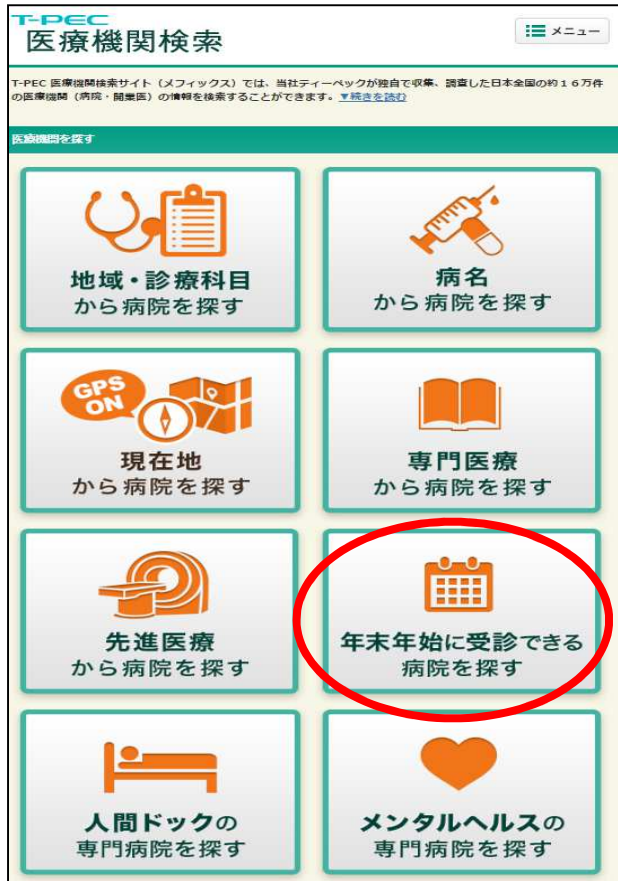 T-PEC
医療機関検索
メニュー
T-PEC 医療機関検索サイト（メフィックス）では、当社ティーペックが独自で収集、調査した日本全国の約１６万件
の医療機関（病院・開業医）の情報を検索することができます。▼続きを読む
医療機関を探す
地域・診療科目
から病院を探す
病名
から病院を探す
GPS
ON
現在地
から病院を探す
専門医療
から病院を探す
先進医療
から病院を探す
年末年始に受診できる
病院を探す
人間ドックの
専門病院を探す
メンタルヘルスの
専門病院を探す